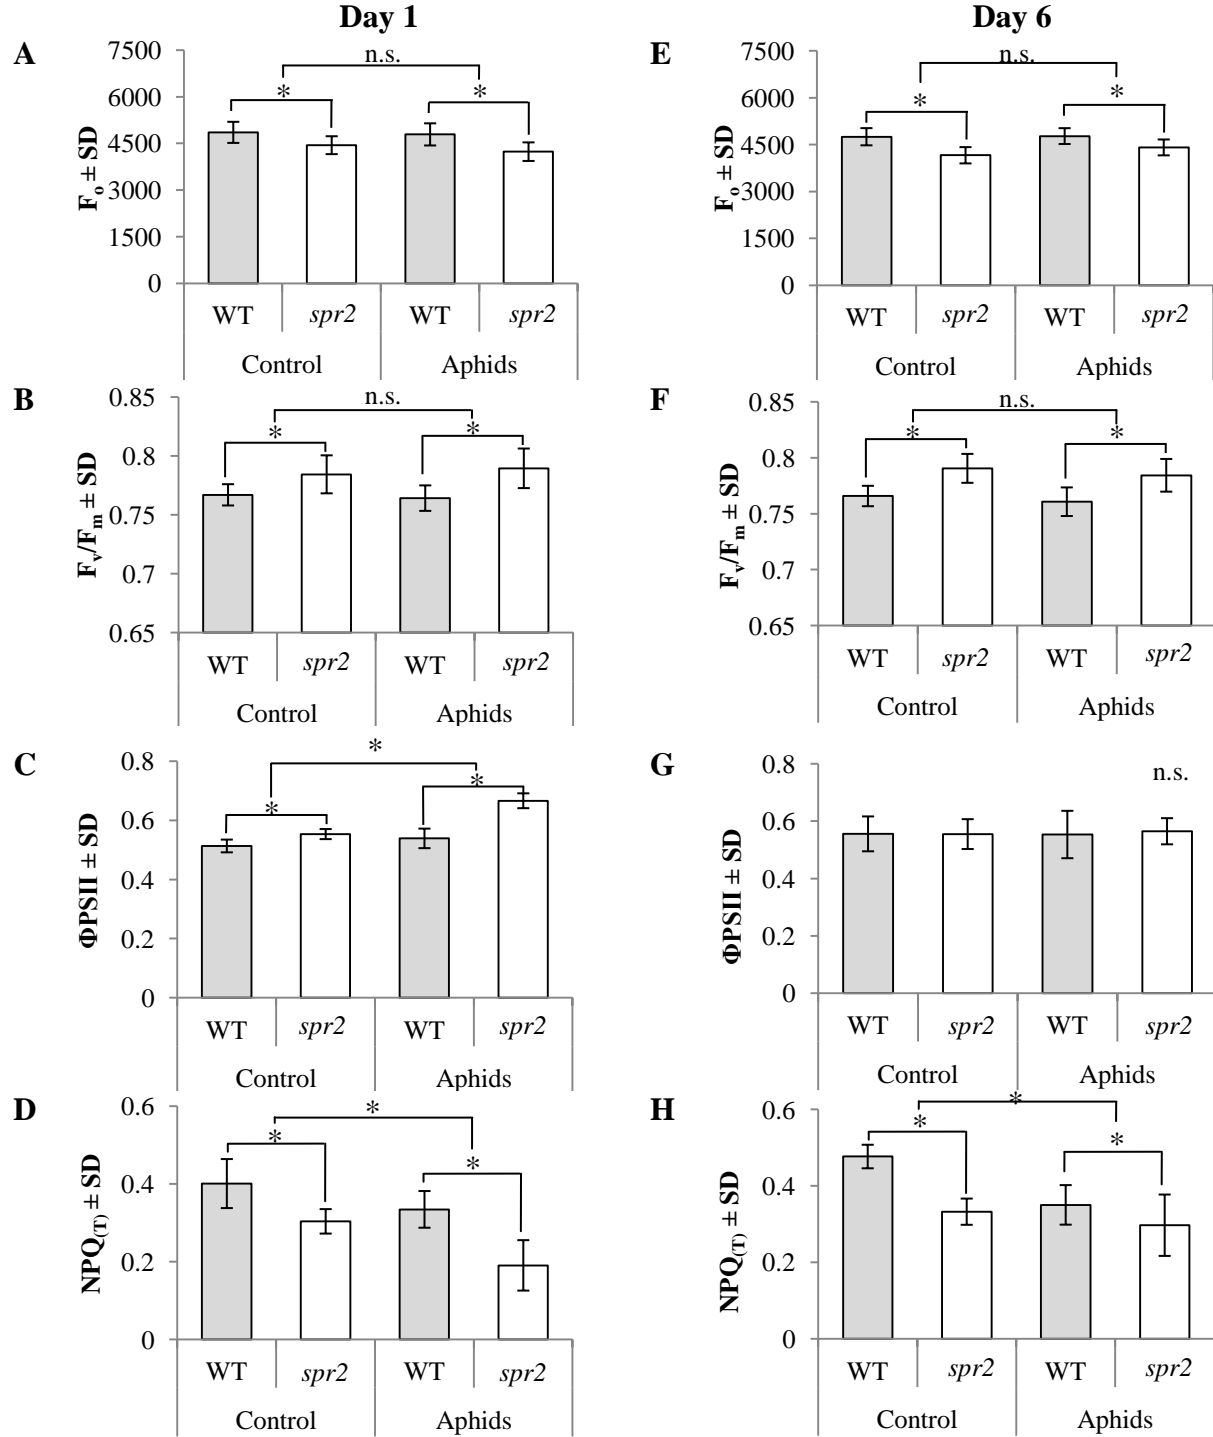 Day 1
A
7500
6000
4500
3000
1500
0
Fo ± SD
n.s.
*
*
WT spr2 WT spr2
Control Aphids
B
0.85
0.8
0.75
0.7
0.65
Fv/Fm ± SD
n.s.
*
*
WT spr2 WT spr2
Control Aphids
C
0.8
0.6
0.4
0.2
0
ΦPSII ± SD
*
*
*
WT spr2 WT spr2
Control Aphids
D
0.6
0.4
0.2
0
NPQ(T) ± SD
*
*
*
WT spr2 WT spr2
Control Aphids
Day 6
E
7500
6000
4500
3000
1500
0
Fo ± SD
n.s.
*
*
WT spr2 WT spr2
Control Aphids
F
0.85
0.8
0.75
0.7
0.65
Fv/Fm ± SD
n.s.
*
*
WT spr2 WT spr2
Control Aphids
G
0.8
0.6
0.4
0.2
0
ΦPSII ± SD
n.s.
WT spr2 WT spr2
Control Aphids
H
0.6
0.4
0.2
0
NPQ(T) ± SD
*
*
*
WT spr2 WT spr2
Control Aphids